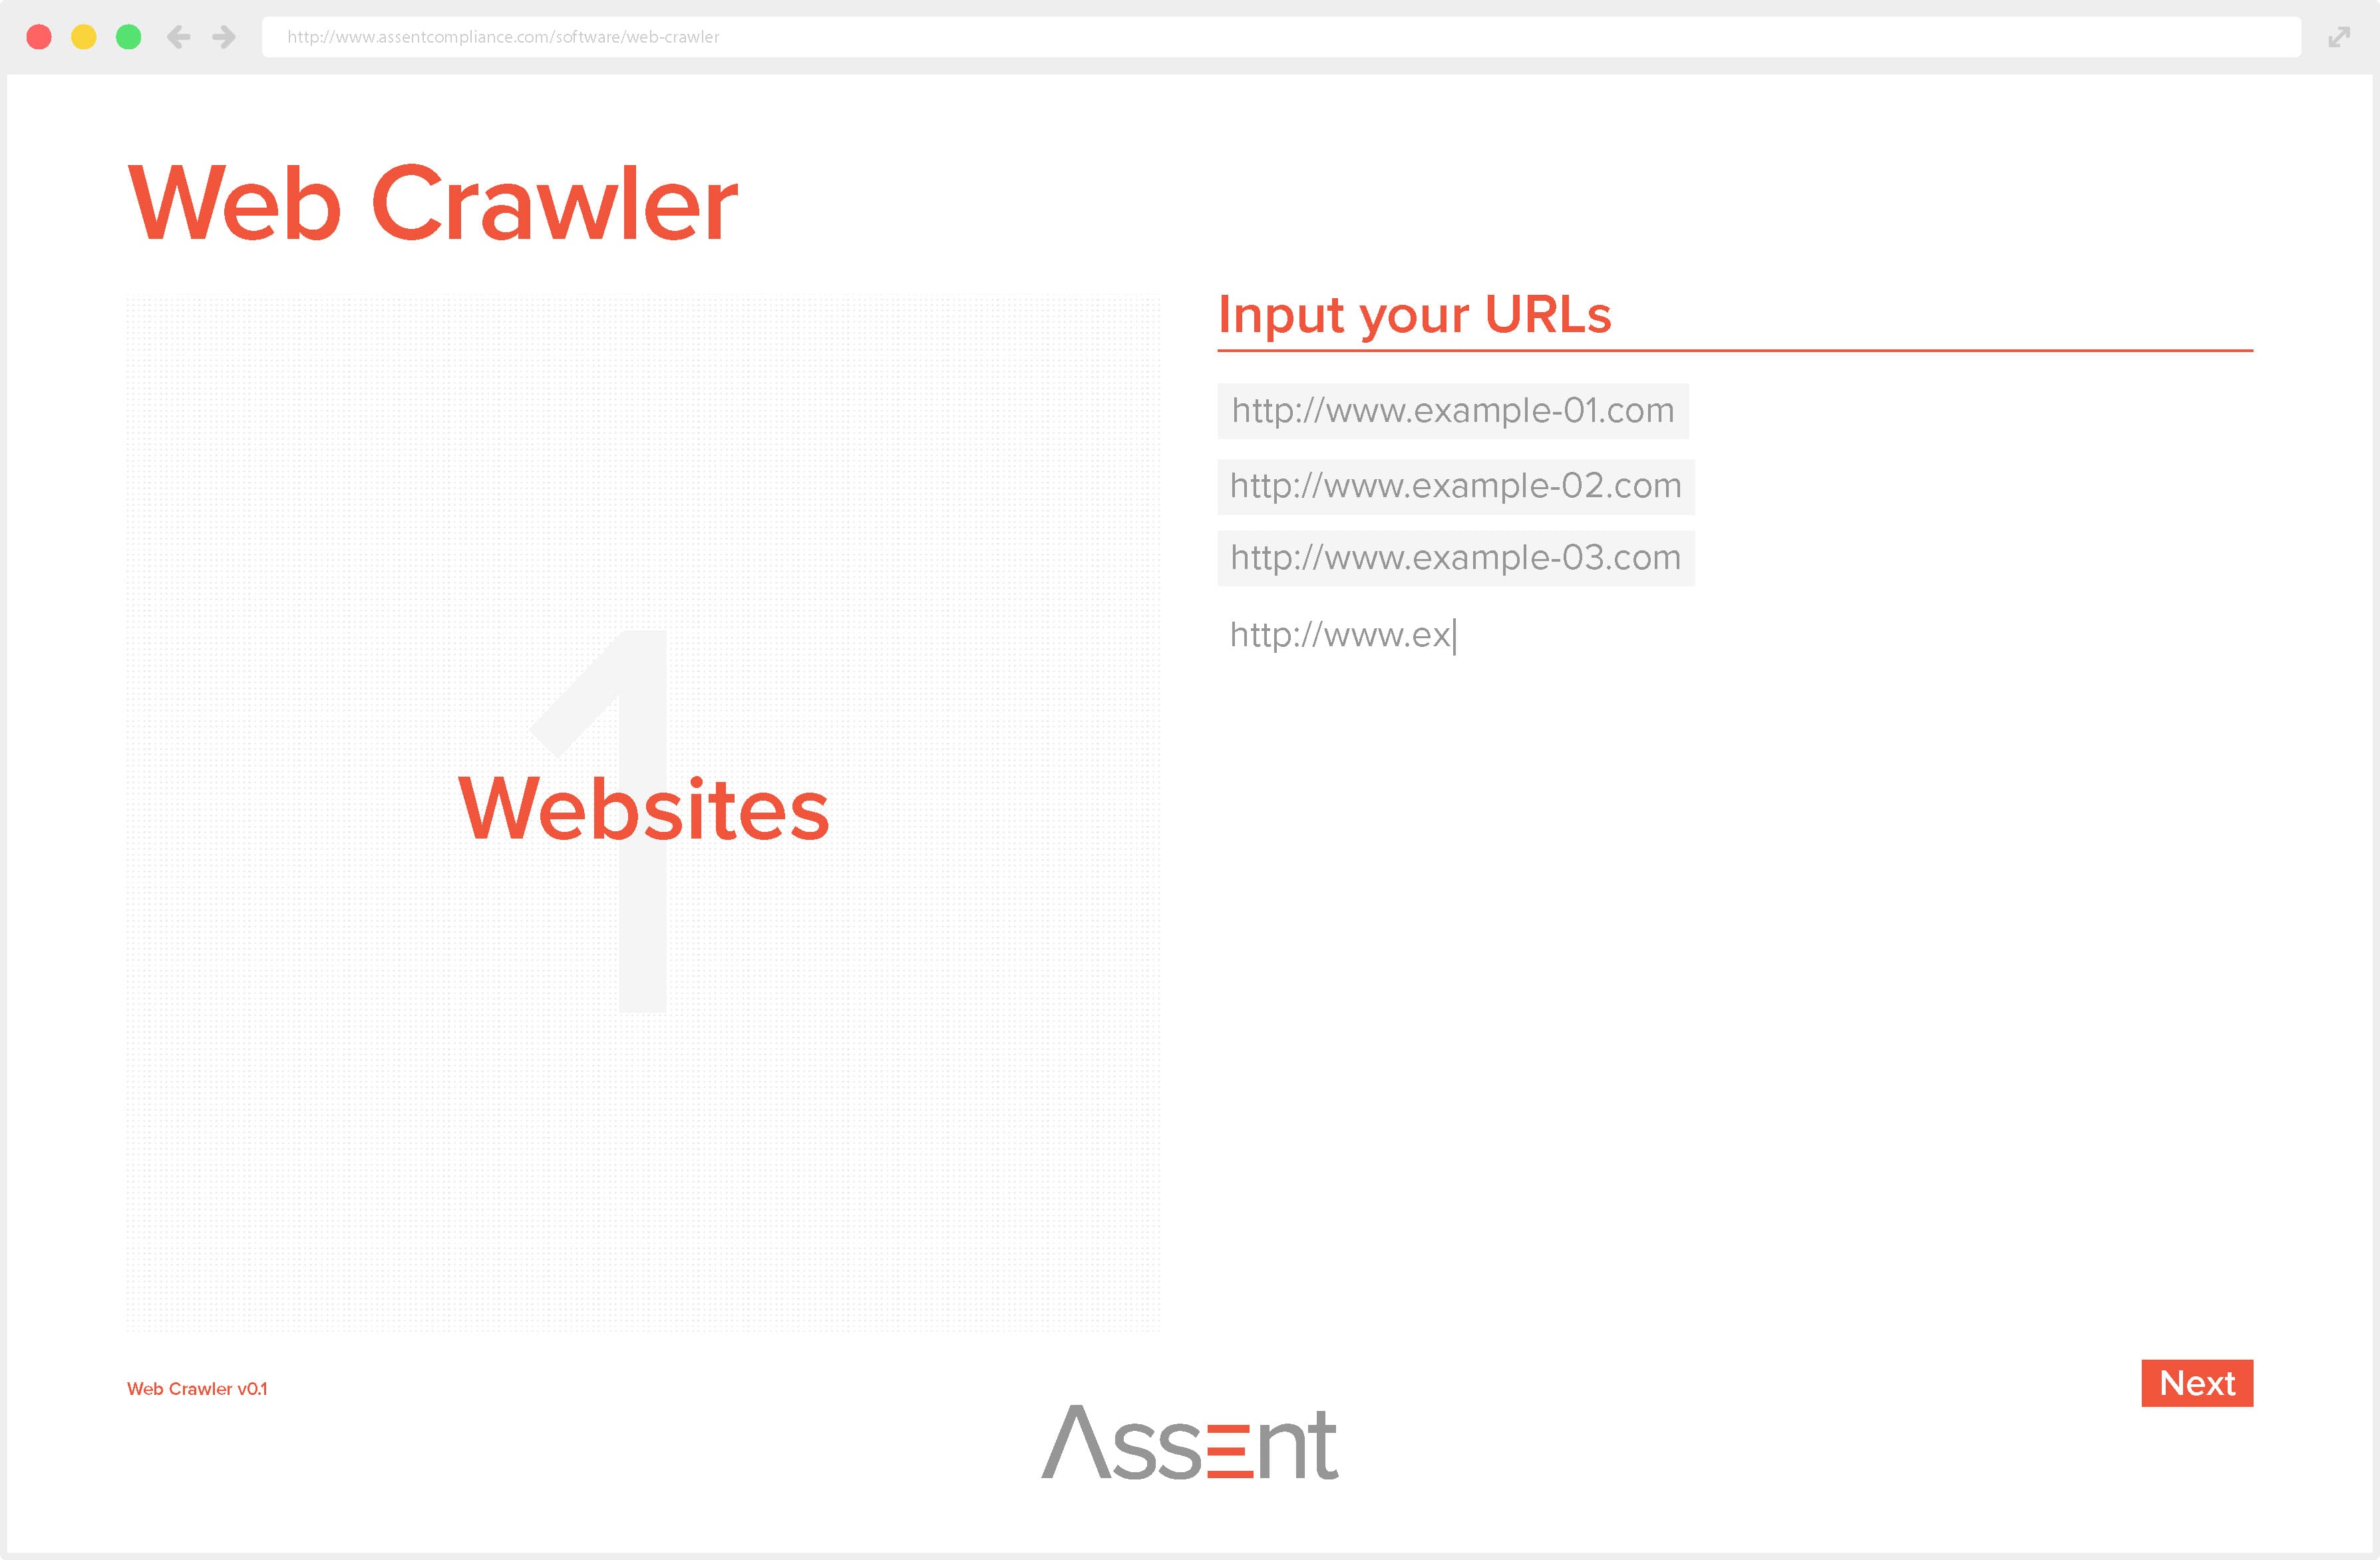 http://www.assentcompliance.com/software/web-crawler
Web Crawler
1
Websites
Input your URLs
http://www.example-01.com
http://www.example-02.com
http://www.example-03.com
http://www.ex
Web Crawler v0.1
Assent
Next